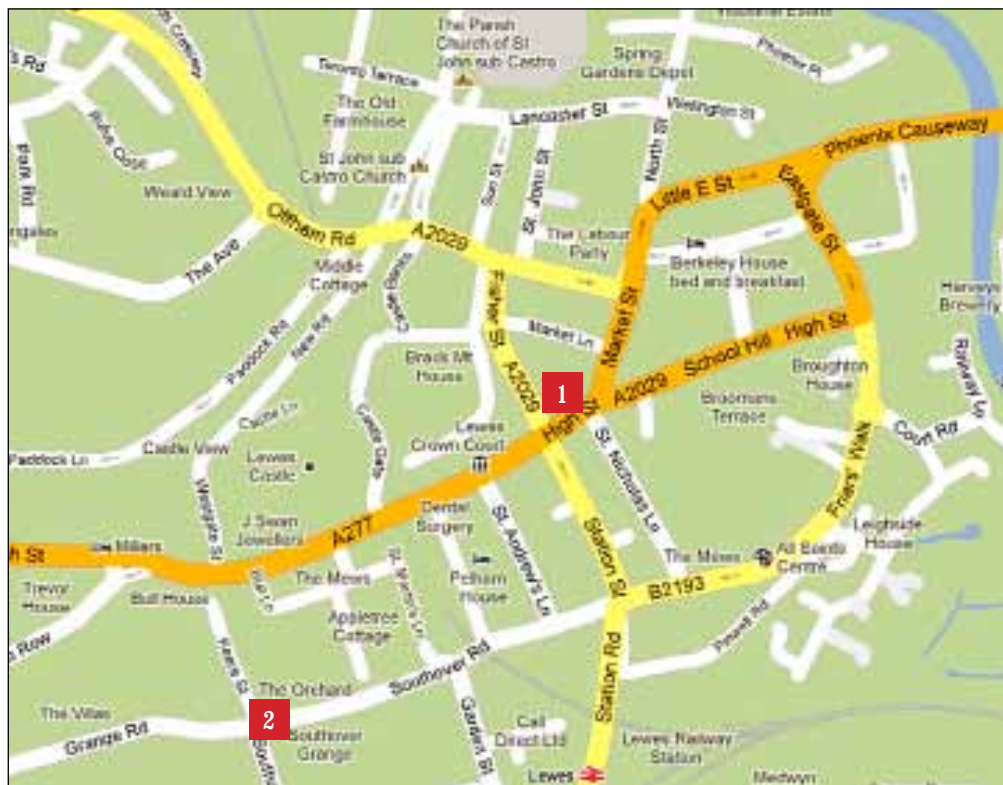 The Parish
Church of St
John sub Castro
Spring
Gardens Depot
Phoenix Pl
Toronto Terrace
The Old
Farmhouse
Lancaster St
Wellington St
North St
Phoenix Causeway
s Rd
Park Rd
Rufus Close
Weald View
St John sub
Castro Church
Sun St
St. John St
Little E St
Eastgate St
Offham Rd
A2029
The Labour
Party
Berkeley House
bed and breakfast
The Ave
Middle
Cottage
Castle Banks
Fisher St
A2029
Market St
Market Ln
Harveys
Brewery
Paddock Rd
New Rd
Brack Mt
House
School Hill
High St
A2029
Broughton
House
Railway Ln
1
Broomans
Terrace
High St
Castle Ln
Castle View
Paddock Ln
Lewes
Castle
Castle Gate
Lewes
Crown Court
St. Nicholas Ln
Court Rd
Friars Walk
Westgate St
J Swan
Jewellers
A277
Dental
Surgery
Station St
Leighside
House
h St
Millers
The Mews
All Events
Centre
Trevor
House
Bull House
Bull Ln
The Mews
St. Martin's Ln
Pelham
House
St. Andrew's Ln
B2193
Appletree
Cottage
Pinwell Rd
Row
Keere St
The Orchard
Southover Rd
Station Rd
The Villas
2
Grange Rd
Southover
Grange
Garden St
Call
Direct Ltd
Lewes Railway
Station
Lewes
Medwyn